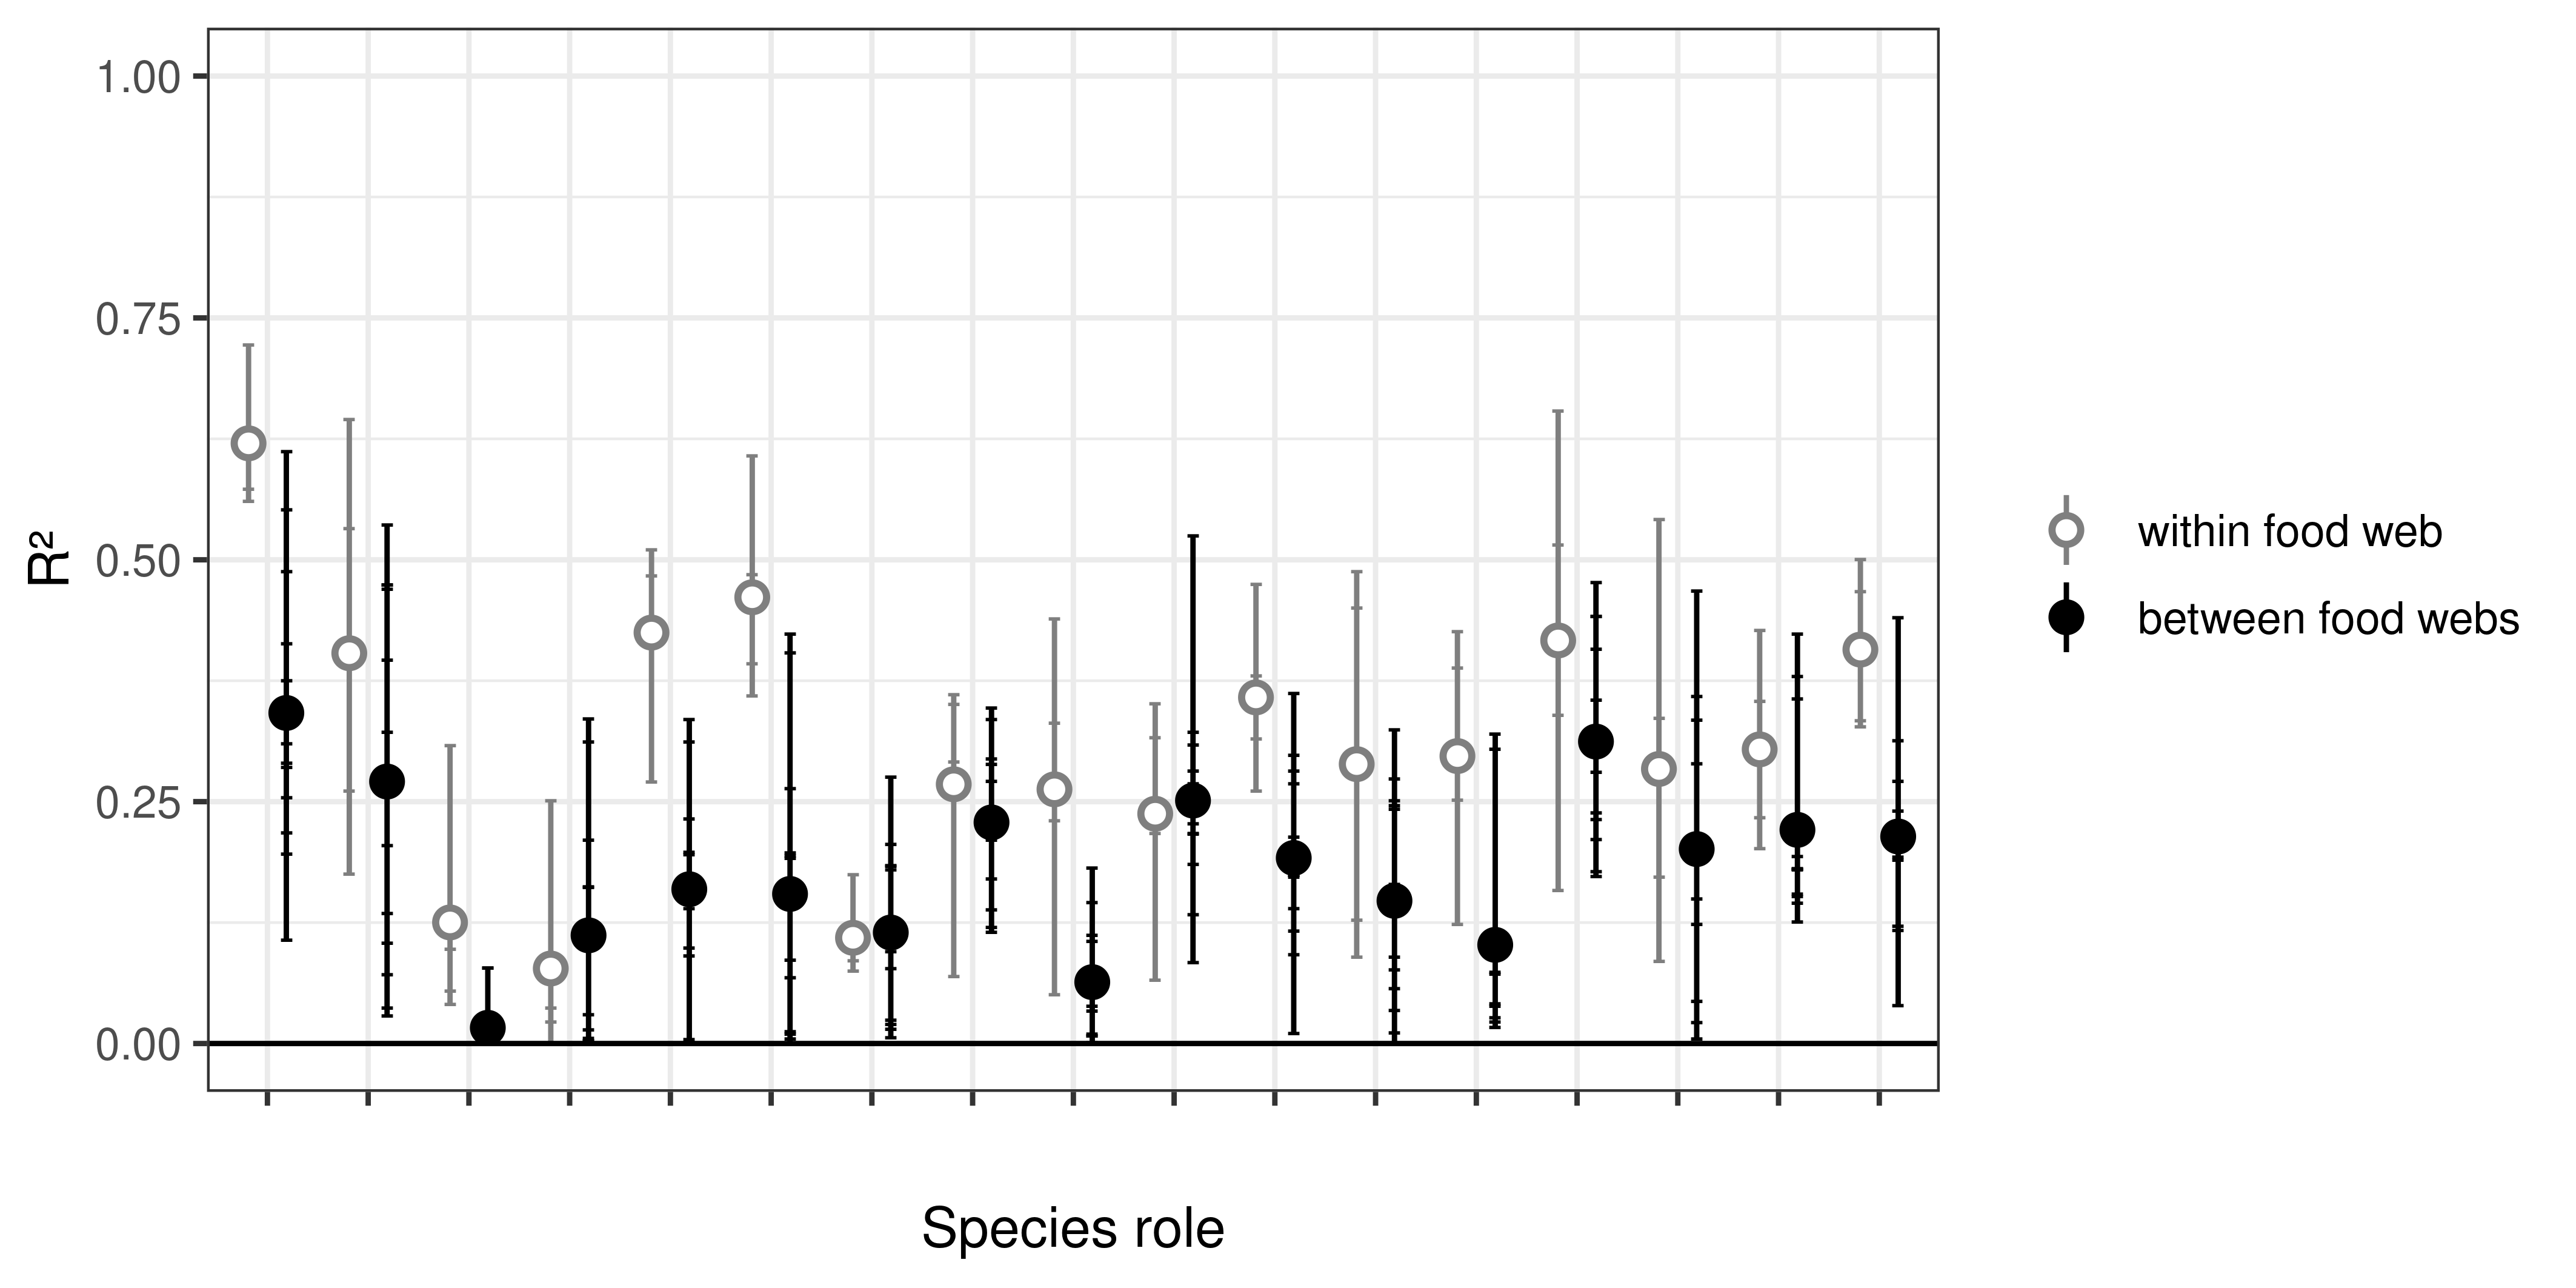 1.00
0.75
0.50
0.25
0.00
R²
Species role
within food web
between food webs